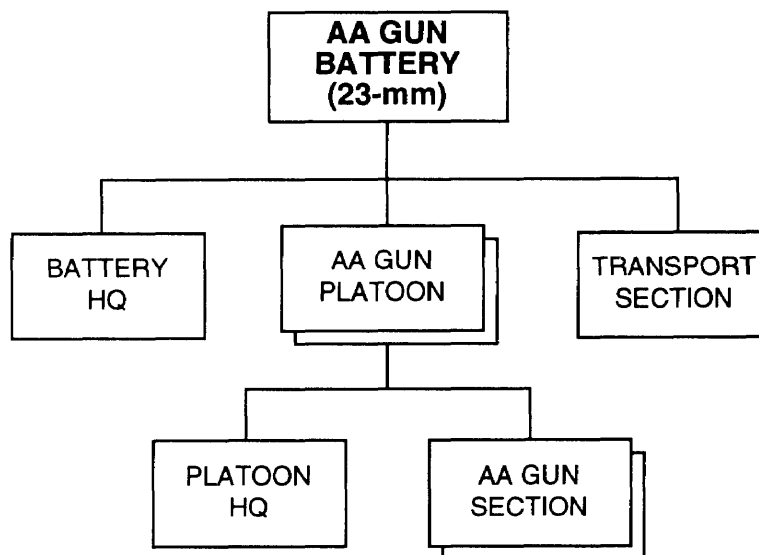 AA GUN
BATTERY
(23-mm)
BATTERY
HQ
AA GUN
PLATOON
TRANSPORT
SECTION
PLATOON
HQ
AA GUN
SECTION